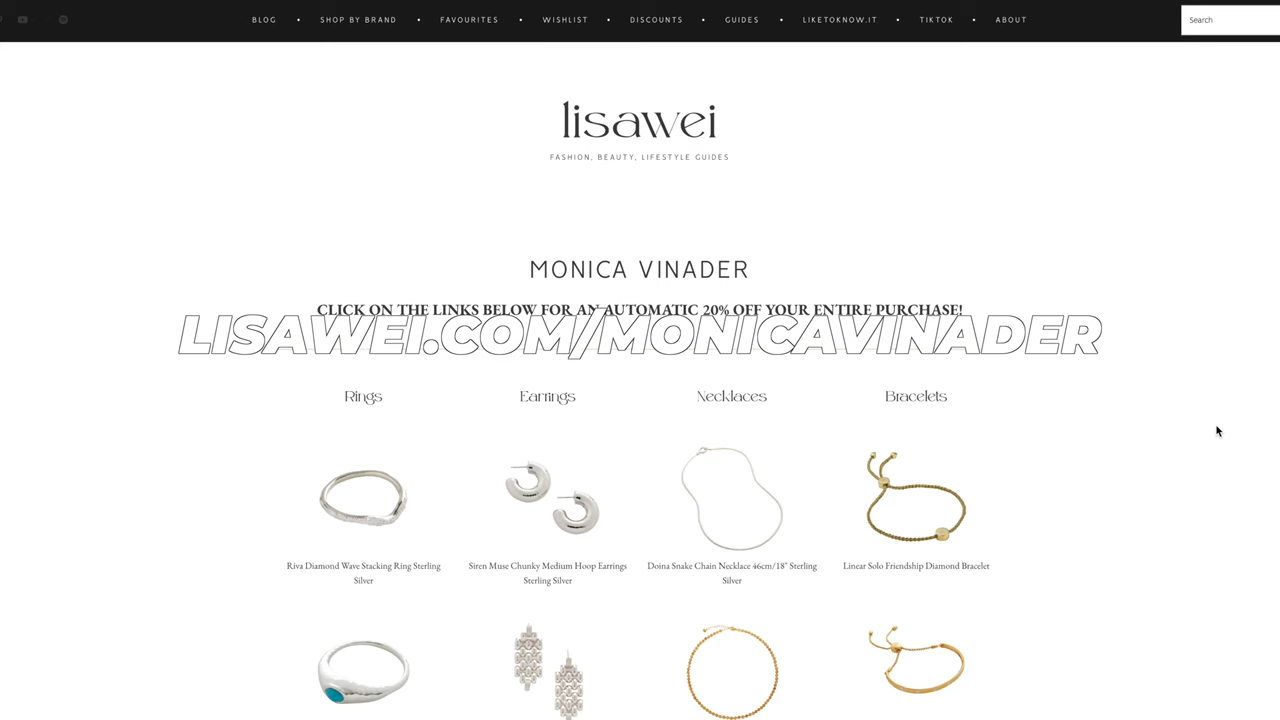 BLOG • SHOP BY BRAND • FAVOURITES • WISHLIST • DISCOUNTS • GUIDES • LIKETOKNOW.IT • TIKTOK • ABOUT
Search
lisawei
FASHION, BEAUTY, LIFESTYLE GUIDES
MONICA VINADER
CLICK ON THE LINKS BELOW FOR AN AUTOMATIC 20% OFF YOUR ENTIRE PURCHASE!
LISAWEI.COM/MONICAVINADER
Rings
Earrings
Necklaces
Bracelets
Riva Diamond Wave Stacking Ring Sterling
Silver
Siren Muse Chunky Medium Hoop Earrings
Sterling Silver
Doina Snake Chain Necklace 46cm/18" Sterling
Silver
Linear Solo Friendship Diamond Bracelet